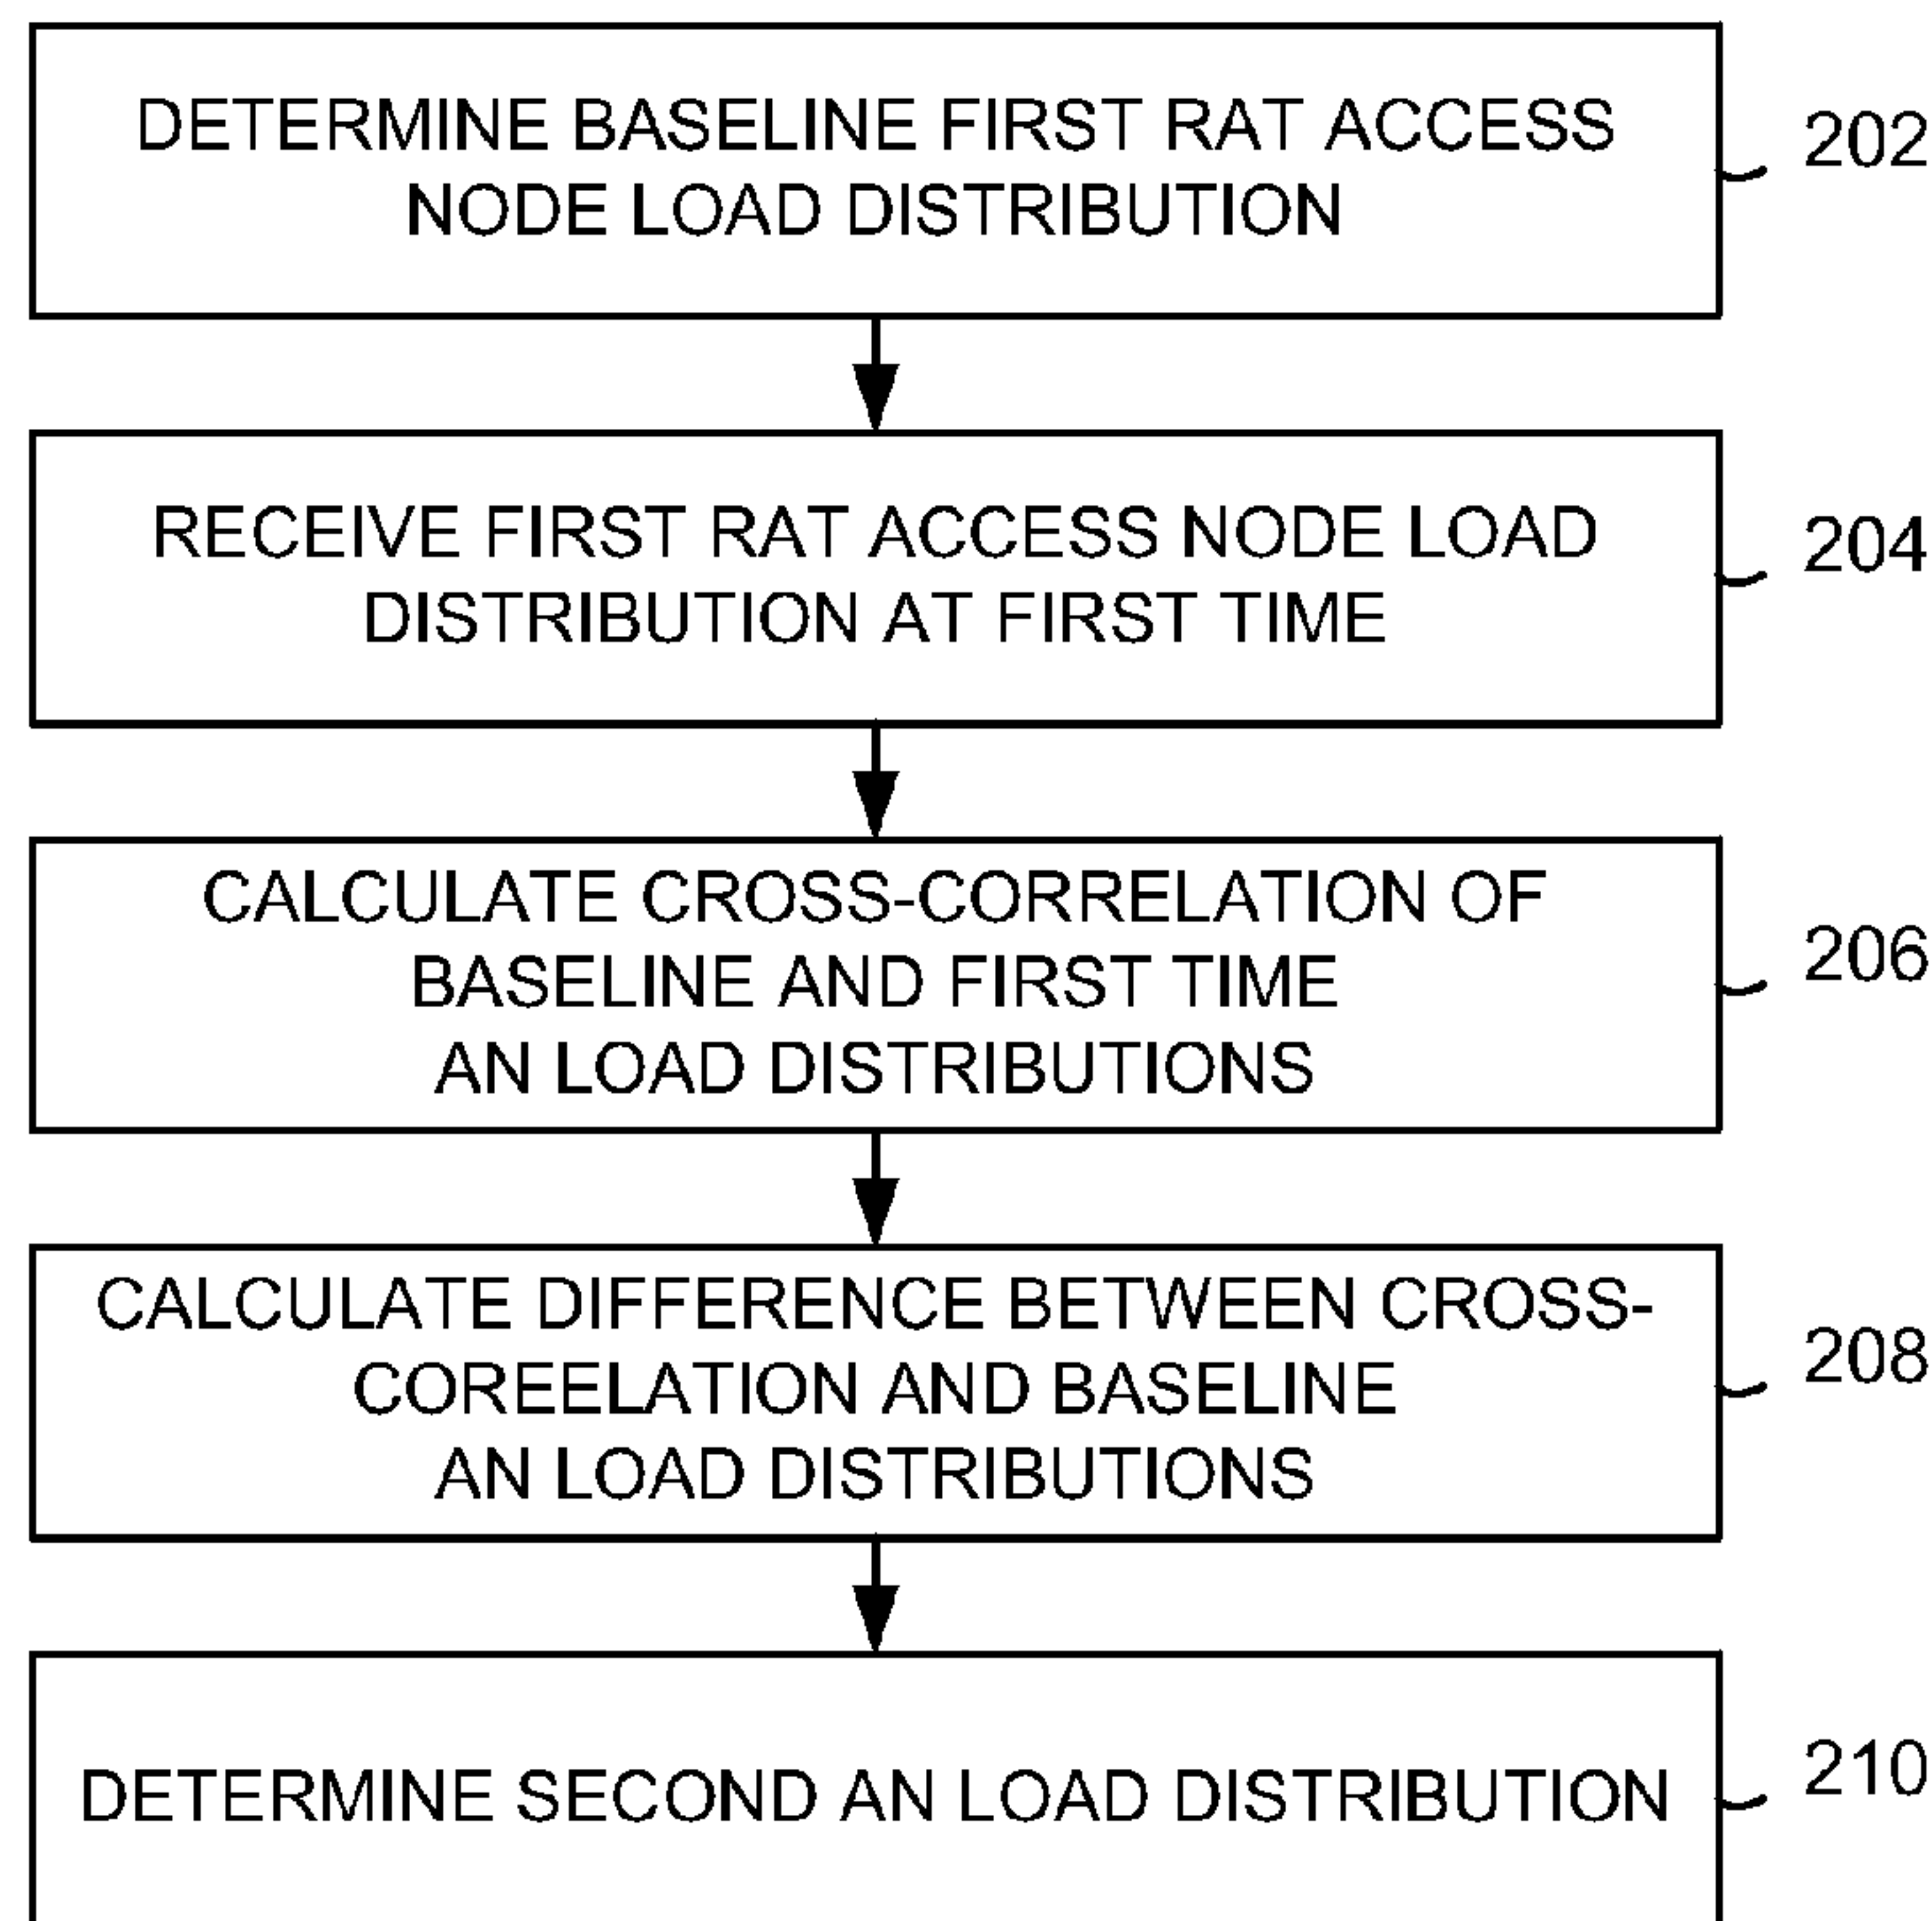 DETERMINE BASELINE FIRST RAT ACCESS
NODE LOAD DISTRIBUTION
202
RECEIVE FIRST RAT ACCESS NODE LOAD
DISTRIBUTION AT FIRST TIME
204
CALCULATE CROSS-CORRELATION OF
BASELINE AND FIRST TIME
AN LOAD DISTRIBUTIONS
206
CALCULATE DIFFERENCE BETWEEN CROSS-
COREELATION AND BASELINE
AN LOAD DISTRIBUTIONS
208
DETERMINE SECOND AN LOAD DISTRIBUTION
210